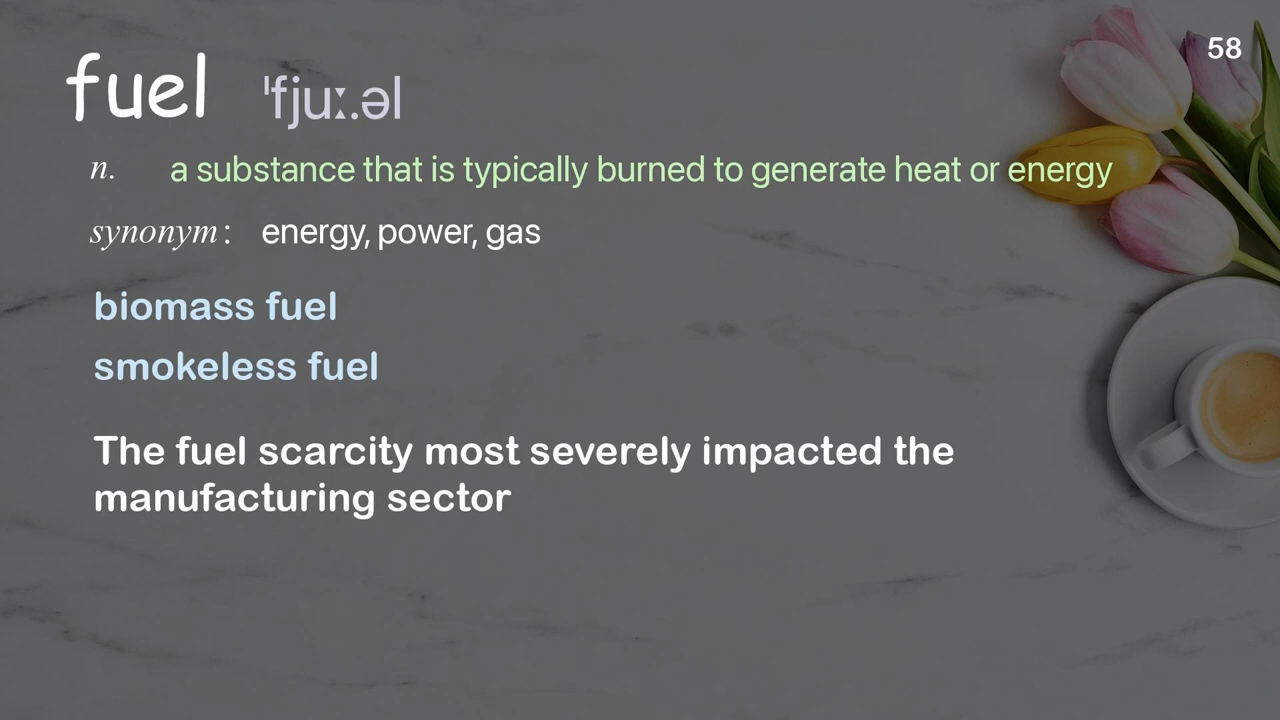 58
fuel ˈfjuː.əl
n. a substance that is typically burned to generate heat or energy
synonym: energy, power, gas
biomass fuel
smokeless fuel
The fuel scarcity most severely impacted the
manufacturing sector